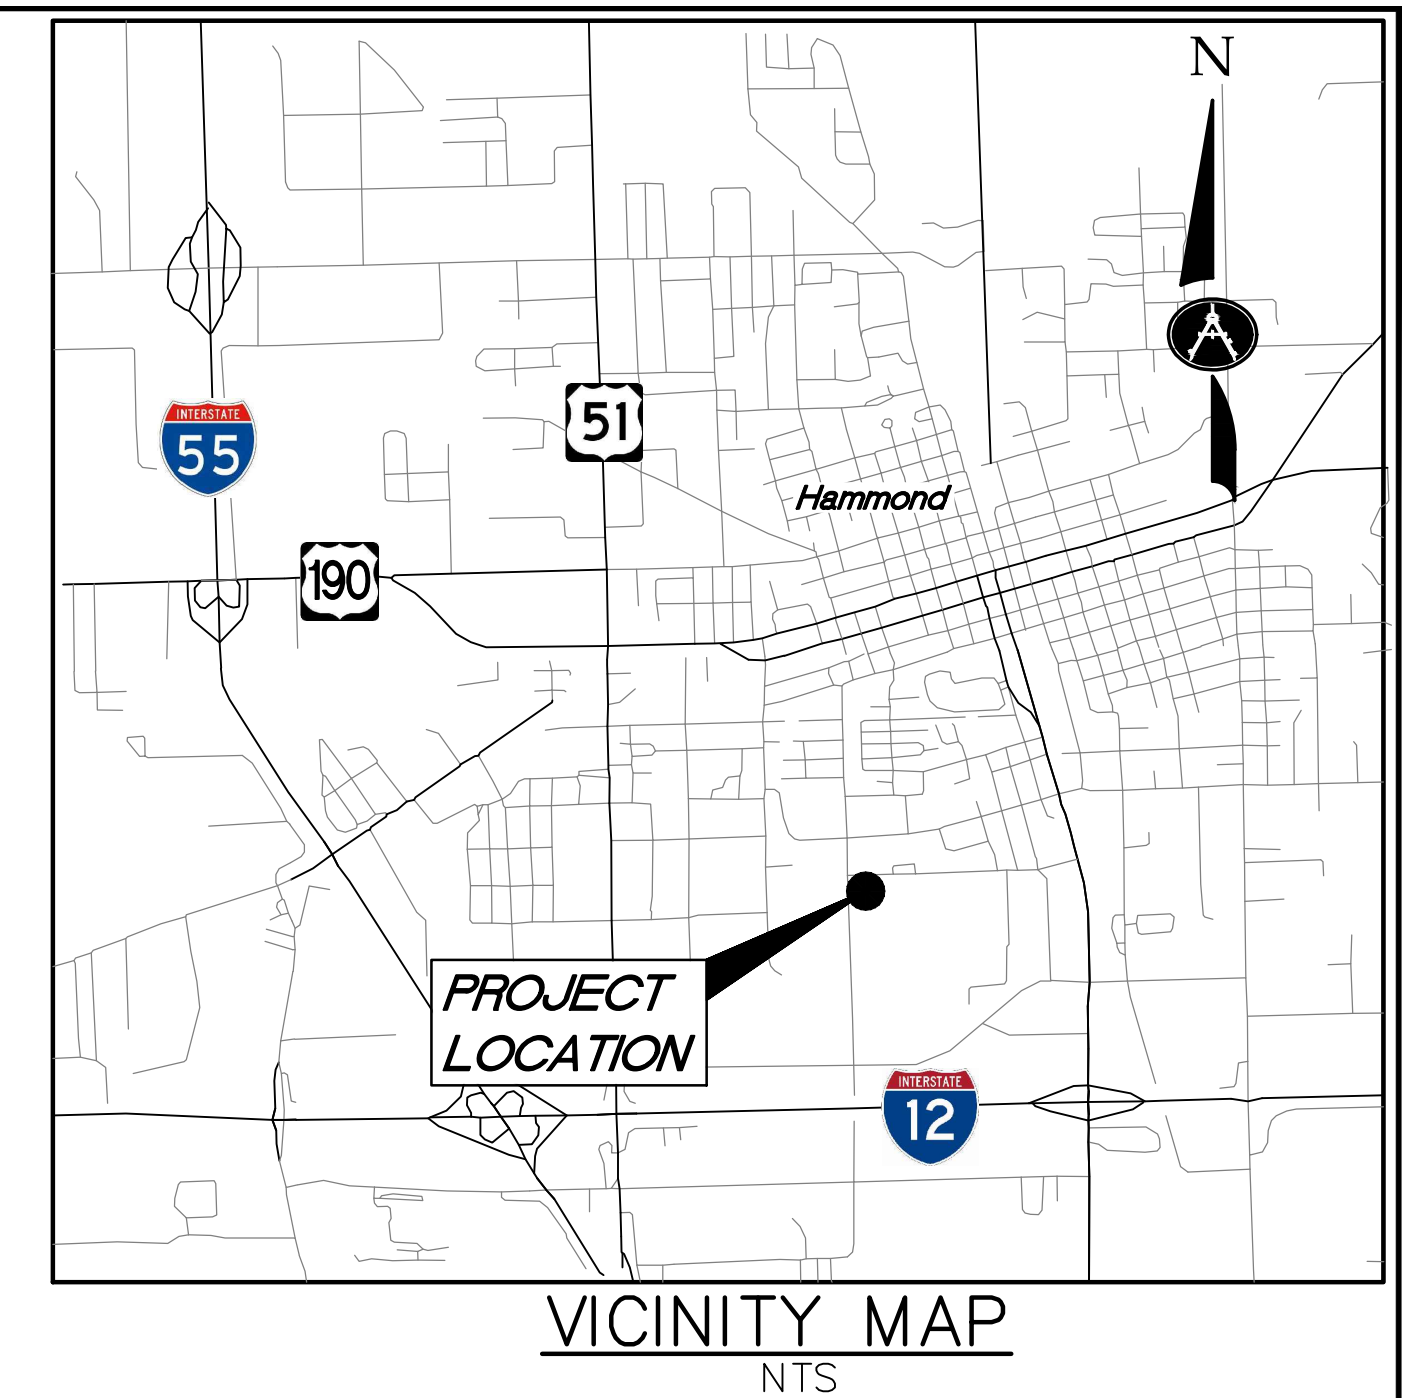 N
INTERSTATE
55
51
Hammond
190
PROJECT
LOCATION
INTERSTATE
12
VICINITY MAP
NTS